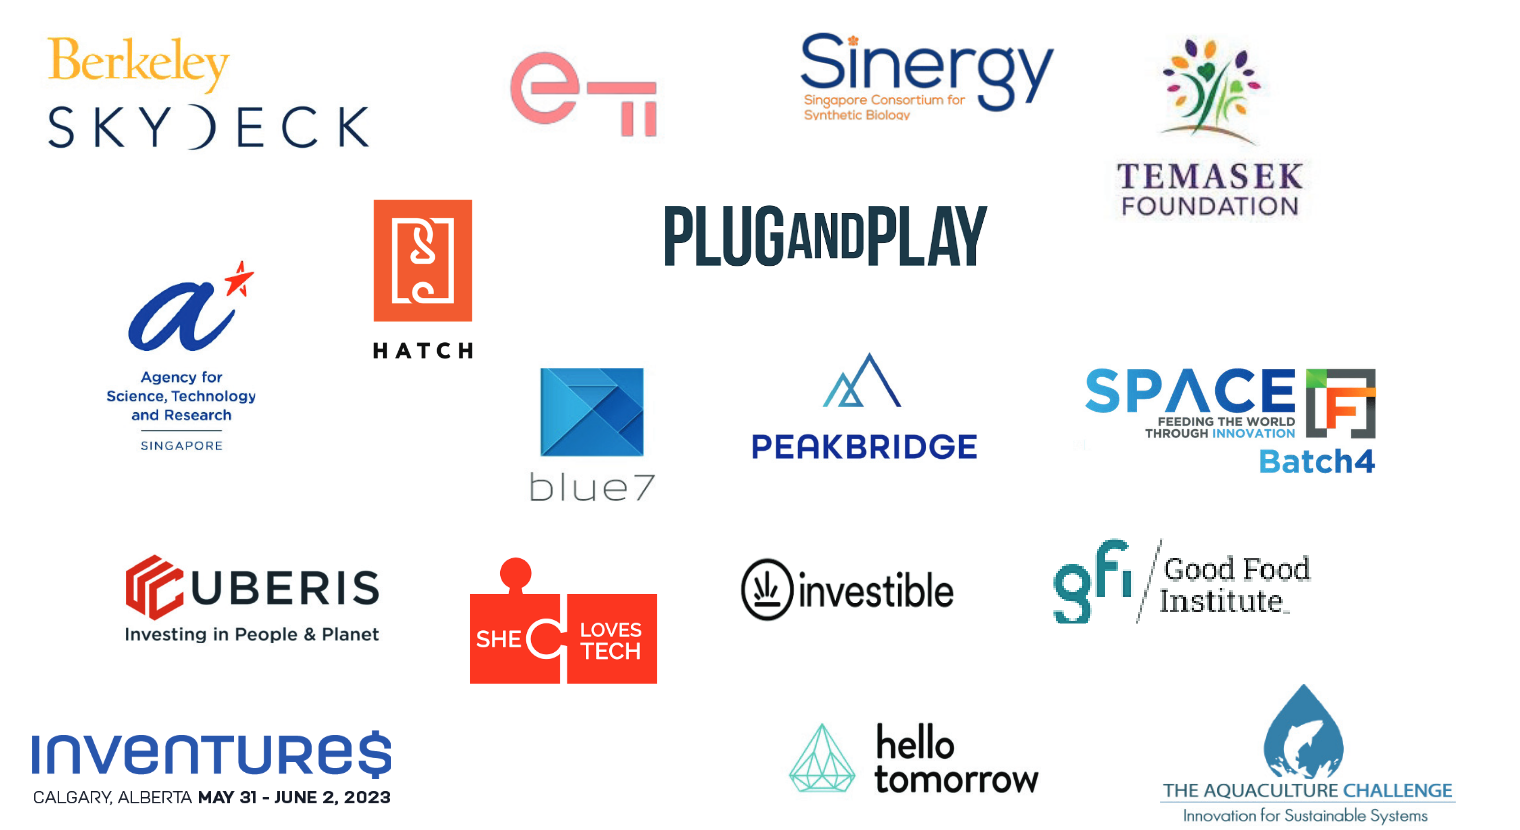 Berkeley
SKYDECK
e
Sinergy
Singapore Consortium for
Synthetic Biology
TEMASEK
FOUNDATION
a
Agency for
Science, Technology
and Research
SINGAPORE
HATCH
PLUGANDPLAY
blue7
PEAKBRIDGE
SPACE F
FEEDING THE WORLD
THROUGH INNOVATION
Batch4
UBERIS
Investing in People & Planet
SHE
LOVES
TECH
investible
gfi
Good Food
Institute_
INVENTURE$
CALGARY, ALBERTA MAY 31 - JUNE 2, 2023
hello
tomorrow
THE AQUACULTURE CHALLENGE
Innovation for Sustainable Systems